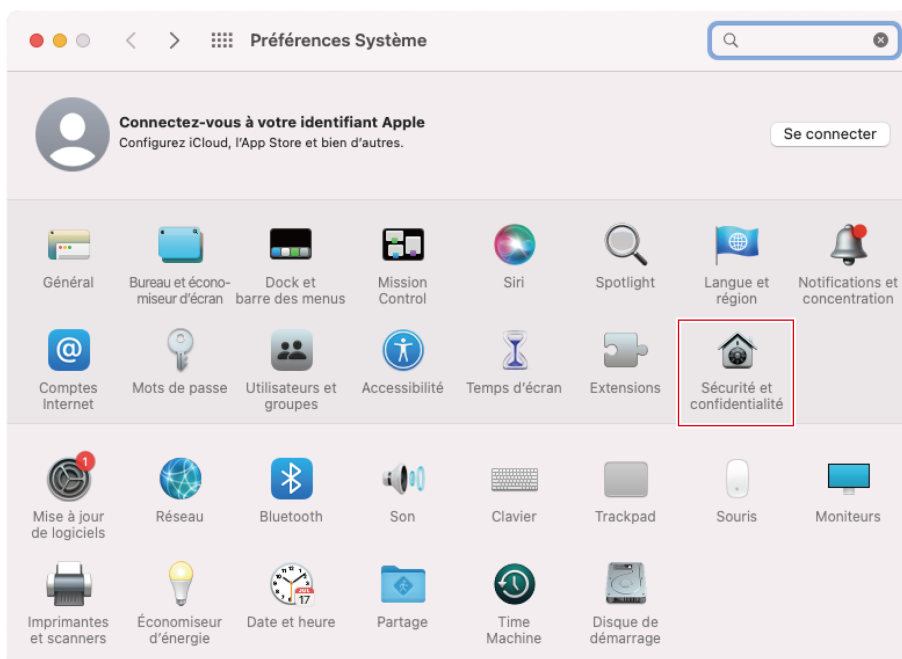 Préférences Système
Connectez-vous à votre identifiant Apple
Configurez iCloud, l'App Store et bien d'autres.
Se connecter
Général
Bureau et écono-
miseur d'écran
Dock et
barre des menus
Mission
Control
Siri
Spotlight
Langue et
région
Notifications et
concentration
@
Comptes
Internet
Mots de passe
Utilisateurs et
groupes
Accessibilité
Temps d'écran
Extensions
Sécurité et
confidentialité
1
Mise à jour
de logiciels
Réseau
Bluetooth
Son
Clavier
Trackpad
Souris
Moniteurs
Imprimantes
et scanners
Économiseur
d'énergie
JUL
17
Date et heure
Partage
Time
Machine
Disque de
démarrage